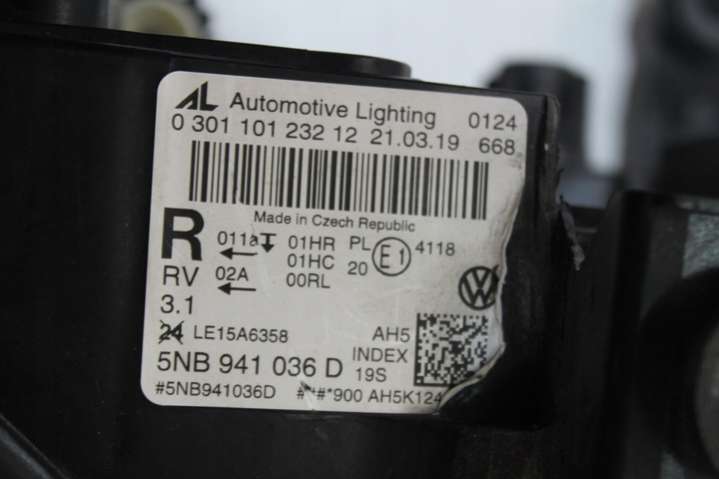 AL Automotive Lighting 0124
0 301 101 232 12 21.03.19 668
Made in Czech Republic
R 011a 01HR PL E1 4118
01HC 20
RV 02A 00RL
3.1
24 LE15A6358 AH5
5NB 941 036 D INDEX
19S
#5NB941036D #*#*900 AH5K124